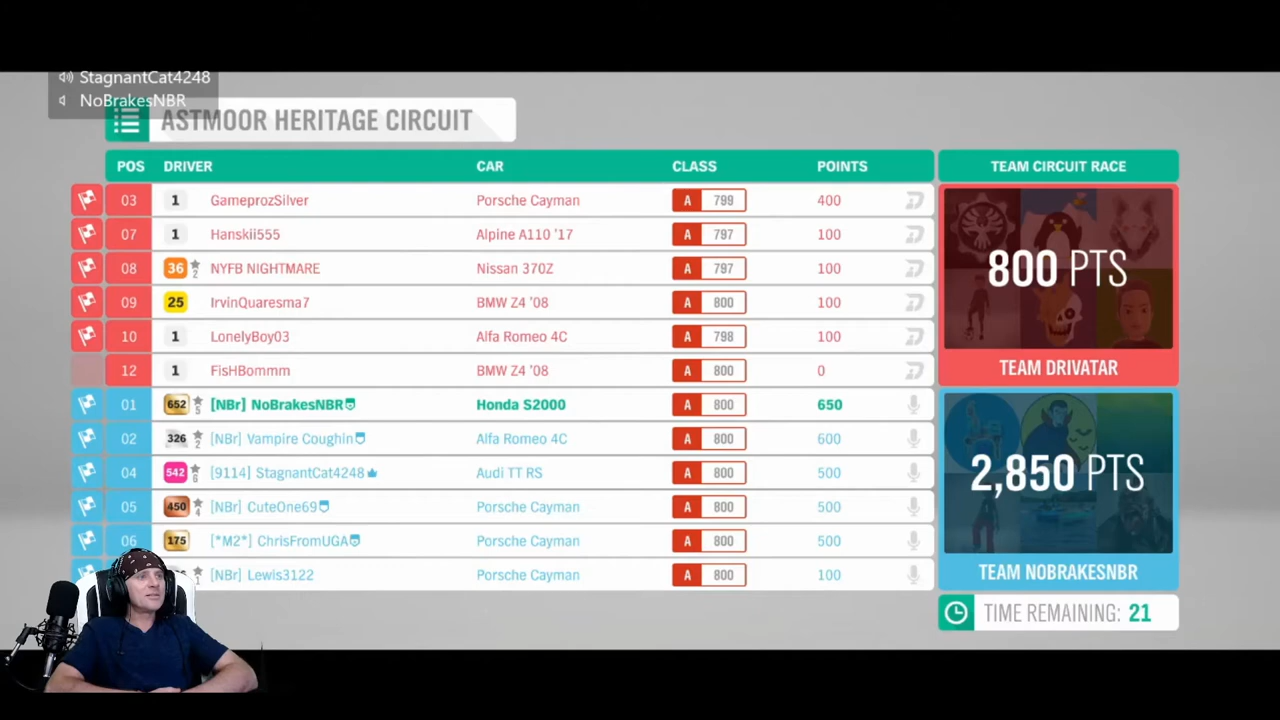 StagnantCat4248
NoBrakesNBR
ASTMOOR HERITAGE CIRCUIT
POS DRIVER CAR CLASS POINTS
03 1 GameprozSilver Porsche Cayman A 799 400
07 1 Hanskii555 Alpine A110 '17 A 797 100
08 36 2 NYFB NIGHTMARE Nissan 370Z A 797 100
09 25 IrvinQuaresma7 BMW Z4 '08 A 800 100
10 1 LonelyBoy03 Alfa Romeo 4C A 798 100
12 1 FisHBommm BMW Z4 '08 A 800 0
01 652 5 [NBr] NoBrakesNBR Honda S2000 A 800 650
02 326 2 [NBr] Vampire CoughIn Alfa Romeo 4C A 800 600
04 542 6 [9114] StagnantCat4248 Audi TT RS A 800 500
05 450 4 [NBr] CuteOne69 Porsche Cayman A 800 500
06 175 [*M2*] ChrisFromUGA Porsche Cayman A 800 500
1 [NBr] Lewis3122 Porsche Cayman A 800 100
TEAM CIRCUIT RACE
800 PTS
TEAM DRIVATAR
2,850 PTS
TEAM NOBRAKESNBR
TIME REMAINING: 21